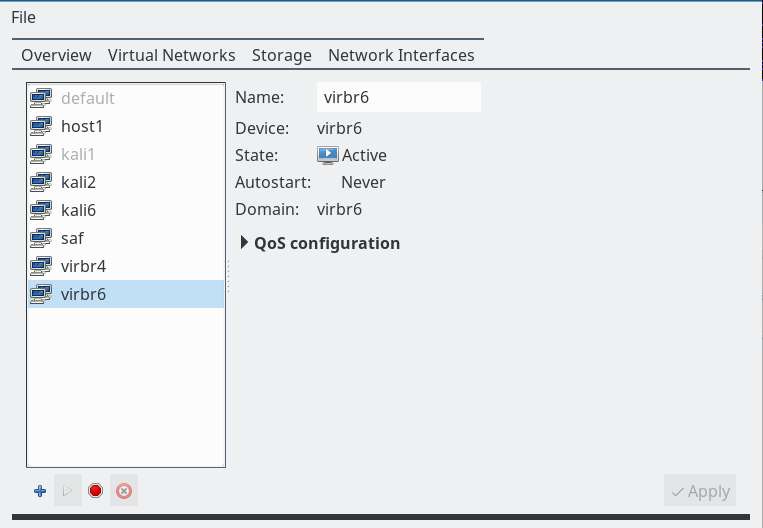 File
Overview Virtual Networks Storage Network Interfaces
default
host1
kali1
kali2
kali6
saf
virbr4
virbr6
Name: virbr6
Device: virbr6
State: Active
Autostart: Never
Domain: virbr6
QoS configuration
Apply